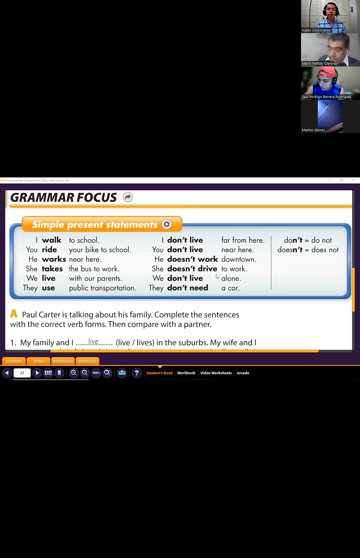 GRAMMAR FOCUS
Simple present statements
I walk to school. I don't live far from here. don't = do not
You ride your bike to school. You don't live near here. doesn't = does not
He works near here. He doesn't work downtown.
She takes the bus to work. She doesn't drive to work.
We live with our parents. We don't live alone.
They use public transportation. They don't need a car.
A Paul Carter is talking about his family. Complete the sentences
with the correct verb forms. Then compare with a partner.
1. My family and I ....live.... (live / lives) in the suburbs. My wife and I
Student's Book Workbook Video Worksheets Arcade